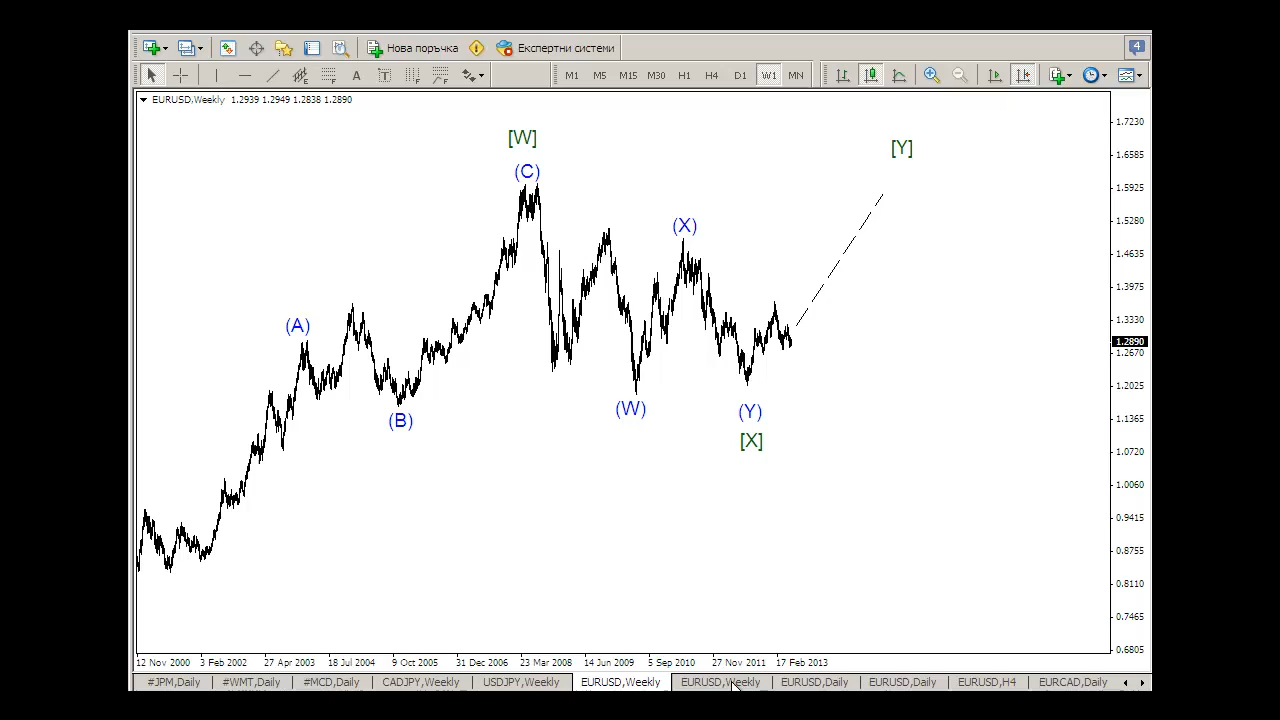 Нова поръчка Експертни системи 4
A T F M1 M5 M15 M30 H1 H4 D1 W1 MN
EURUSD,Weekly 1.2939 1.2949 1.2838 1.2890
1.7230
[W]
[Y]
1.6585
(C)
1.5925
(X)
1.5280
1.4635
1.3975
(A)
1.3330
1.2890
1.2670
1.2025
(W)
(Y)
(B)
1.1365
[X]
1.0720
1.0060
0.9415
0.8755
0.8110
0.7465
0.6805
12 Nov 2000 3 Feb 2002 27 Apr 2003 18 Jul 2004 9 Oct 2005 31 Dec 2006 23 Mar 2008 14 Jun 2009 5 Sep 2010 27 Nov 2011 17 Feb 2013
#JPM,Daily #WMT,Daily #MCD,Daily CADJPY,Weekly USDJPY,Weekly EURUSD,Weekly EURUSD,Weekly EURUSD,Daily EURUSD,Daily EURUSD,H4 EURCAD,Daily